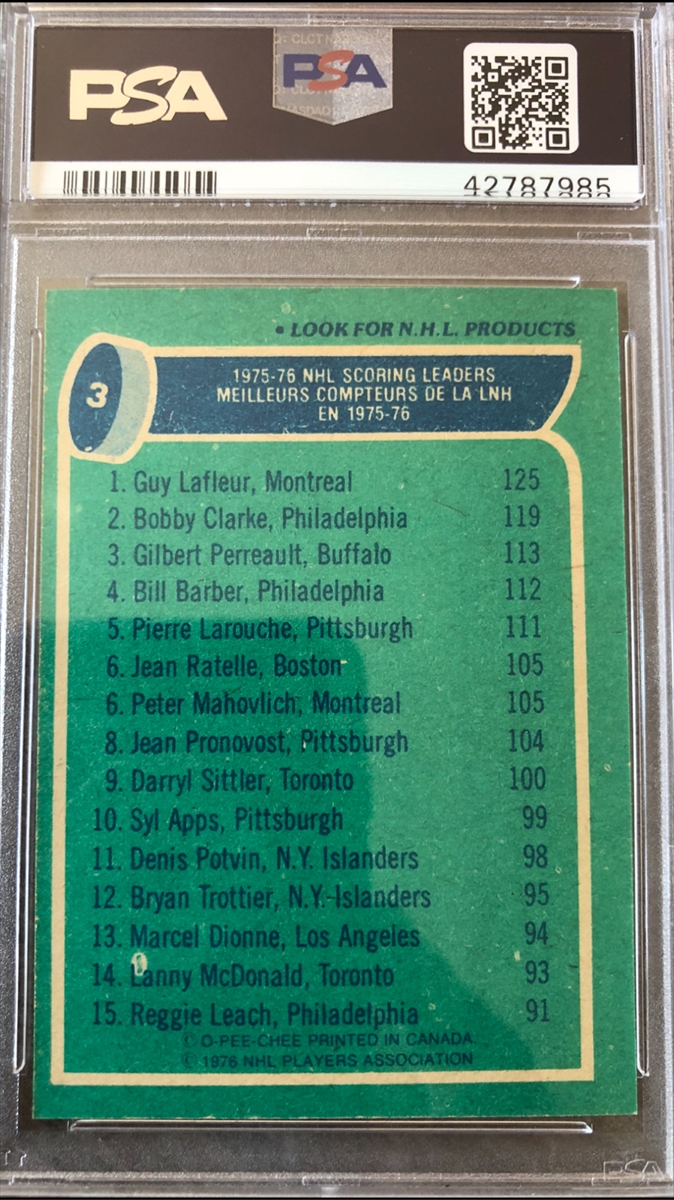 PSA
PSA
42787985
• LOOK FOR N.H.L. PRODUCTS
3
1975-76 NHL SCORING LEADERS
MEILLEURS COMPTEURS DE LA LNH
EN 1975-76
1. Guy Lafleur, Montreal 125
2. Bobby Clarke, Philadelphia 119
3. Gilbert Perreault, Buffalo 113
4. Bill Barber, Philadelphia 112
5. Pierre Larouche, Pittsburgh 111
6. Jean Ratelle, Boston 105
6. Peter Mahovlich, Montreal 105
8. Jean Pronovost, Pittsburgh 104
9. Darryl Sittler, Toronto 100
10. Syl Apps, Pittsburgh 99
11. Denis Potvin, N.Y. Islanders 98
12. Bryan Trottier, N.Y. Islanders 95
13. Marcel Dionne, Los Angeles 94
14. Lanny McDonald, Toronto 93
15. Reggie Leach, Philadelphia 91
© O-PEE-CHEE PRINTED IN CANADA.
© 1976 NHL PLAYERS ASSOCIATION
PSA